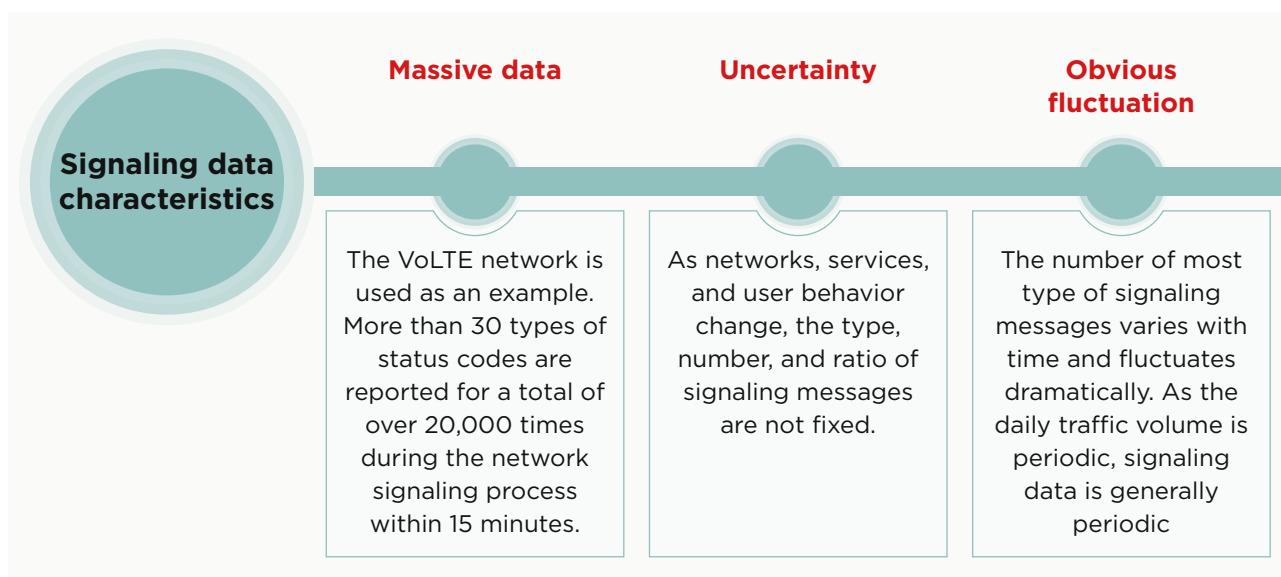 Signaling data
characteristics
Massive data
The VoLTE network is
used as an example.
More than 30 types of
status codes are
reported for a total of
over 20,000 times
during the network
signaling process
within 15 minutes.
Uncertainty
As networks, services,
and user behavior
change, the type,
number, and ratio of
signaling messages
are not fixed.
Obvious
fluctuation
The number of most
type of signaling
messages varies with
time and fluctuates
dramatically. As the
daily traffic volume is
periodic, signaling
data is generally
periodic